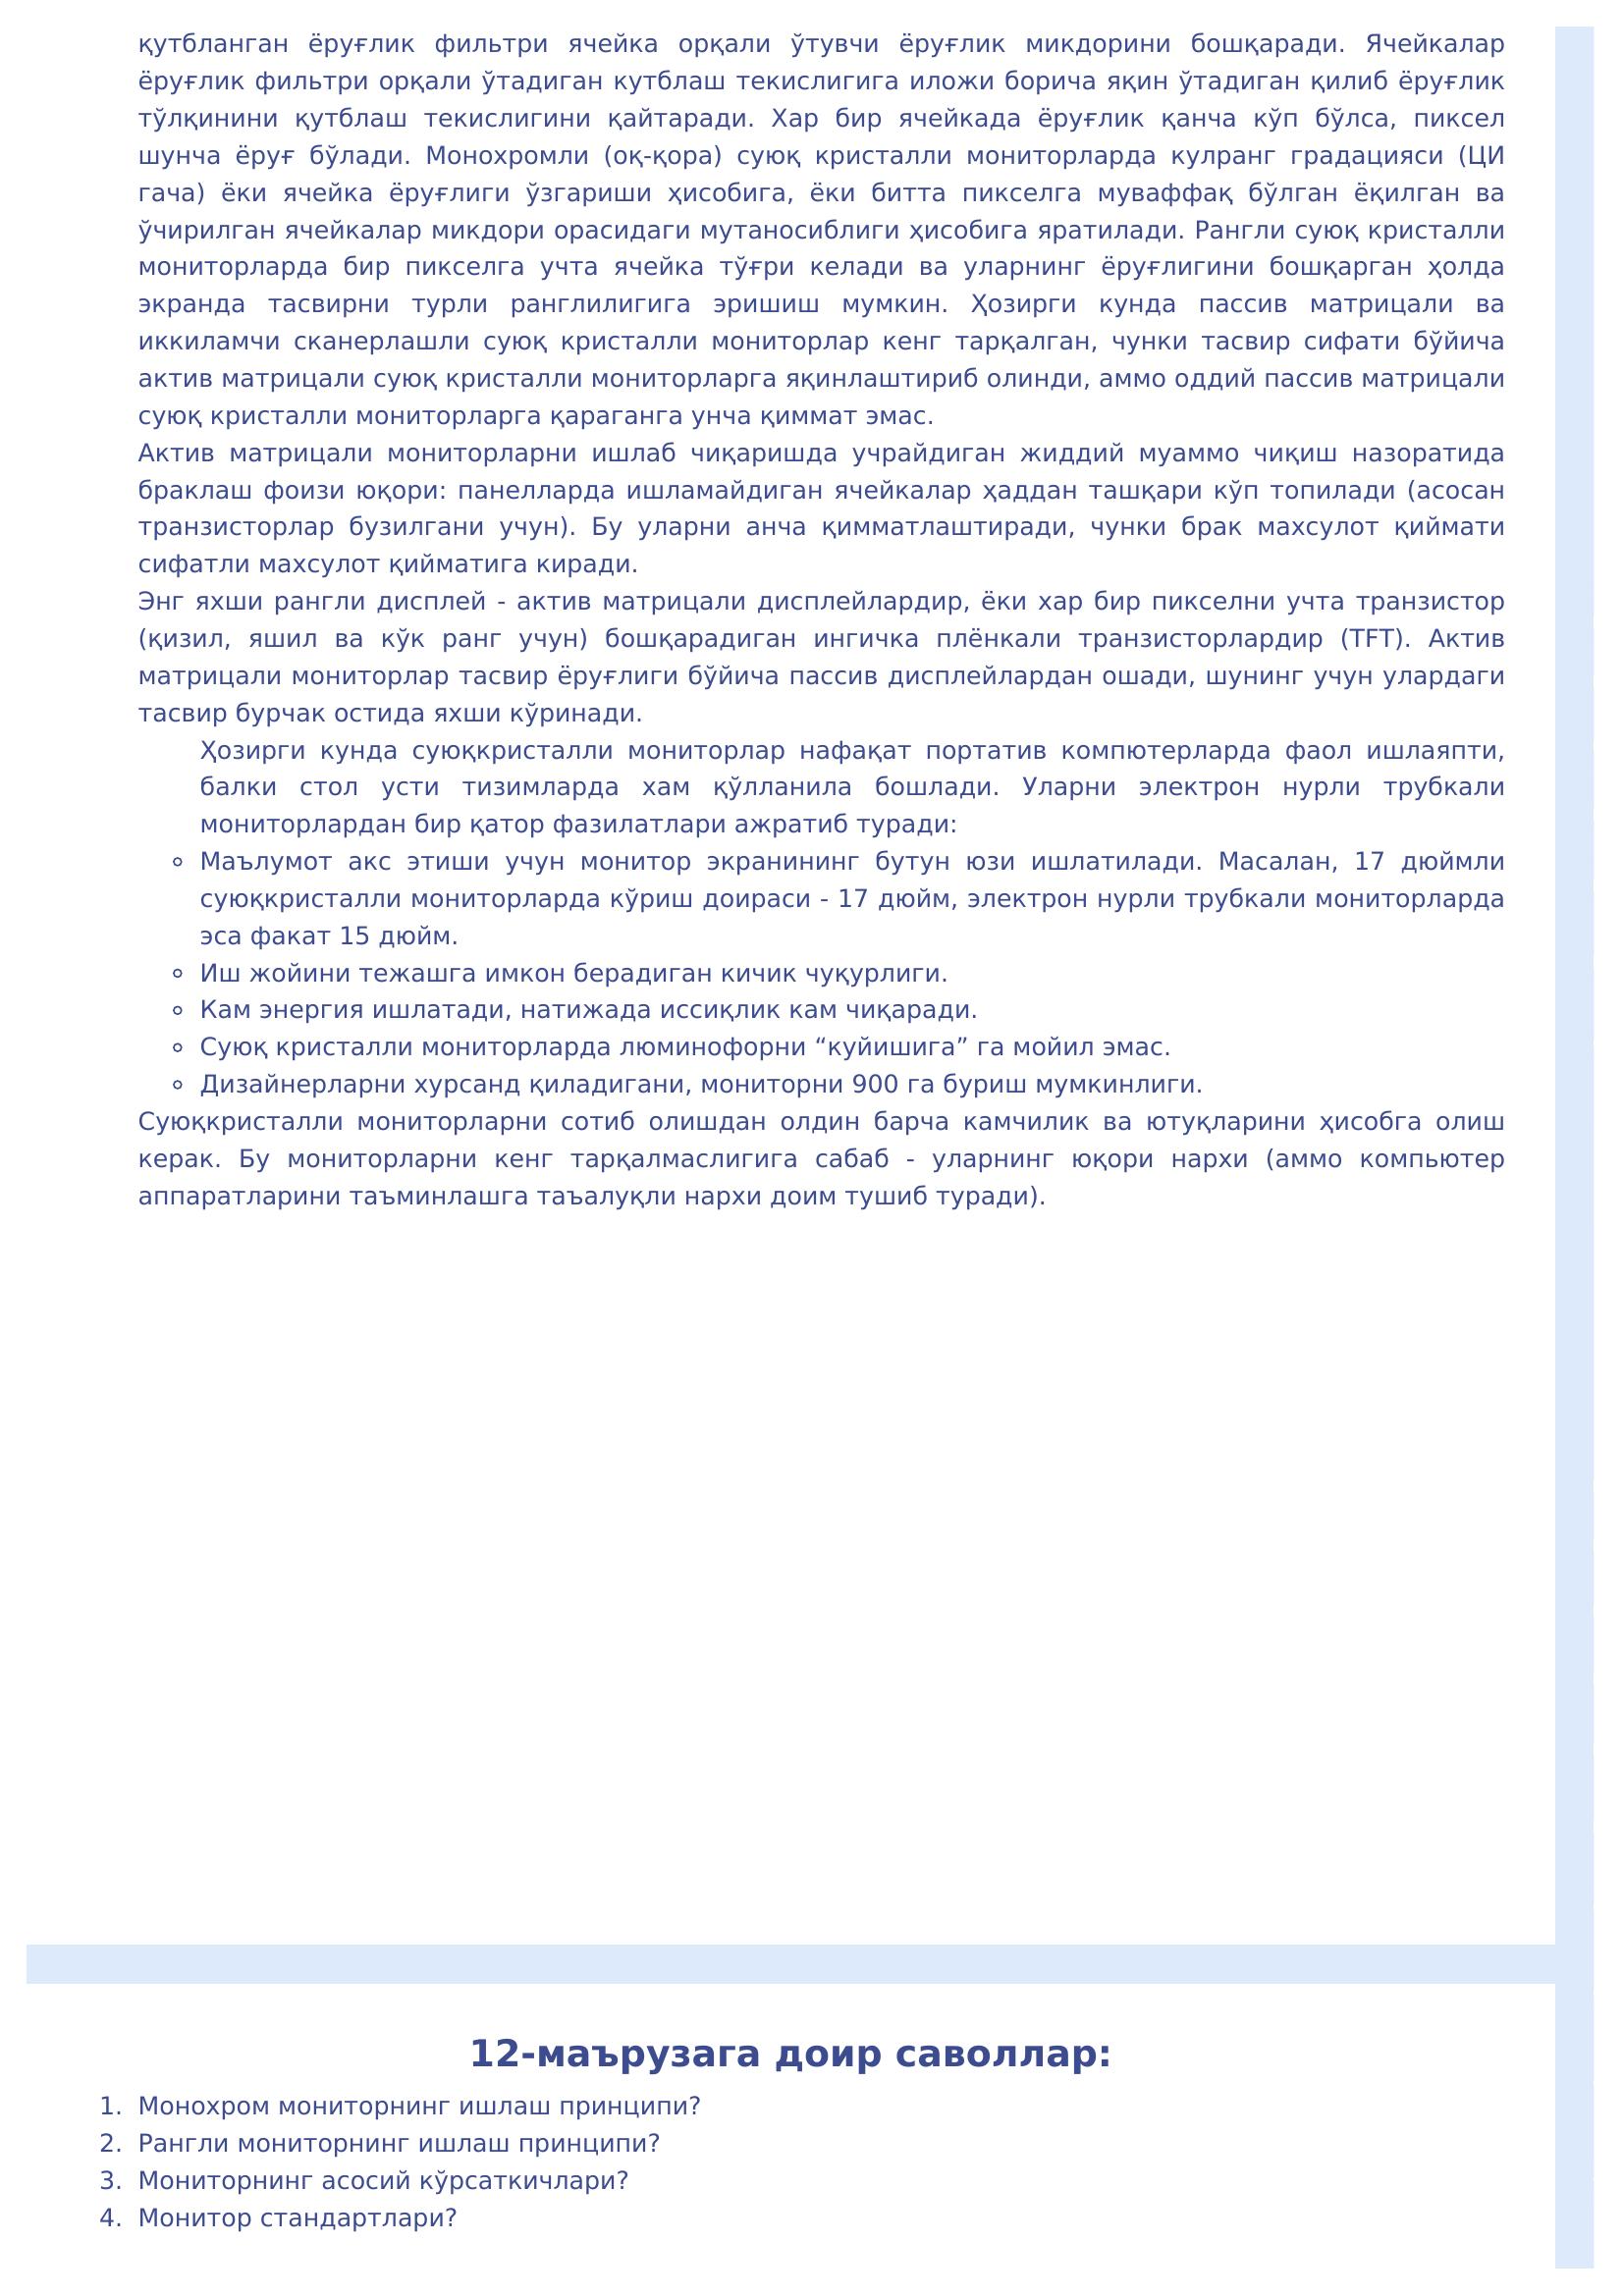 қутбланган ёруғлик фильтри ячейка орқали ўтувчи ёруғлик микдорини бошқаради. Ячейкалар
ёруғлик фильтри орқали ўтадиган кутблаш текислигига иложи борича яқин ўтадиган қилиб ёруғлик
тўлқинини қутблаш текислигини қайтаради. Хар бир ячейкада ёруғлик қанча кўп бўлса, пиксел
шунча ёруғ бўлади. Монохромли (оқ-қора) суюқ кристалли мониторларда кулранг градацияси (ЦИ
гача) ёки ячейка ёруғлиги ўзгариши ҳисобига, ёки битта пикселга муваффақ бўлган ёқилган ва
ўчирилган ячейкалар микдори орасидаги мутаносиблиги ҳисобига яратилади. Рангли суюқ кристалли
мониторларда бир пикселга учта ячейка тўғри келади ва уларнинг ёруғлигини бошқарган ҳолда
экранда тасвирни турли ранглилигига эришиш мумкин. Ҳозирги кунда пассив матрицали ва
иккиламчи сканерлашли суюқ кристалли мониторлар кенг тарқалган, чунки тасвир сифати бўйича
актив матрицали суюқ кристалли мониторларга яқинлаштириб олинди, аммо оддий пассив матрицали
суюқ кристалли мониторларга қараганга унча қиммат эмас.
Актив матрицали мониторларни ишлаб чиқаришда учрайдиган жиддий муаммо чиқиш назоратида
браклаш фоизи юқори: панелларда ишламайдиган ячейкалар ҳаддан ташқари кўп топилади (асосан
транзисторлар бузилгани учун). Бу уларни анча қимматлаштиради, чунки брак махсулот қиймати
сифатли махсулот қийматига киради.
Энг яхши рангли дисплей - актив матрицали дисплейлардир, ёки хар бир пикселни учта транзистор
(қизил, яшил ва кўк ранг учун) бошқарадиган ингичка плёнкали транзисторлардир (TFT). Актив
матрицали мониторлар тасвир ёруғлиги бўйича пассив дисплейлардан ошади, шунинг учун улардаги
тасвир бурчак остида яхши кўринади.
Ҳозирги кунда суюқкристалли мониторлар нафақат портатив компютерларда фаол ишлаяпти,
балки стол усти тизимларда хам қўлланила бошлади. Уларни электрон нурли трубкали
мониторлардан бир қатор фазилатлари ажратиб туради:
◦ Маълумот акс этиши учун монитор экранининг бутун юзи ишлатилади. Масалан, 17 дюймли
суюқкристалли мониторларда кўриш доираси - 17 дюйм, электрон нурли трубкали мониторларда
эса факат 15 дюйм.
◦ Иш жойини тежашга имкон берадиган кичик чуқурлиги.
◦ Кам энергия ишлатади, натижада иссиқлик кам чиқаради.
◦ Суюқ кристалли мониторларда люминофорни “куйишига” га мойил эмас.
◦ Дизайнерларни хурсанд қиладигани, мониторни 900 га буриш мумкинлиги.
Суюқкристалли мониторларни сотиб олишдан олдин барча камчилик ва ютуқларини ҳисобга олиш
керак. Бу мониторларни кенг тарқалмаслигига сабаб - уларнинг юқори нархи (аммо компьютер
аппаратларини таъминлашга таъалуқли нархи доим тушиб туради).
12-маърузага доир саволлар:
1. Монохром мониторнинг ишлаш принципи?
2. Рангли мониторнинг ишлаш принципи?
3. Мониторнинг асосий кўрсаткичлари?
4. Монитор стандартлари?